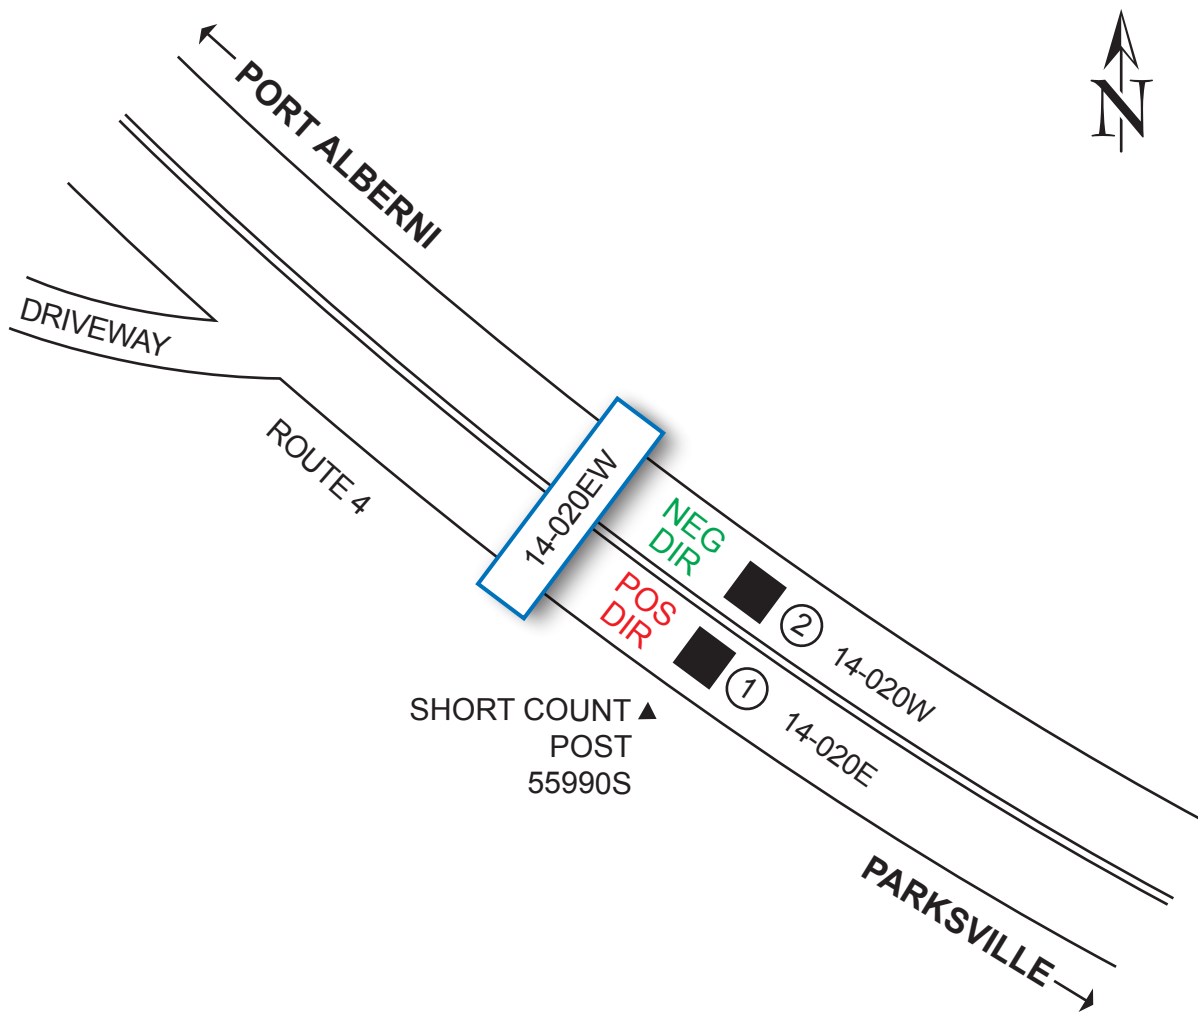 N
PORT ALBERNI
DRIVEWAY
ROUTE 4
14-020EW
NEG
DIR
POS
DIR
2
14-020W
1
14-020E
SHORT COUNT
POST
55990S
PARKSVILLE